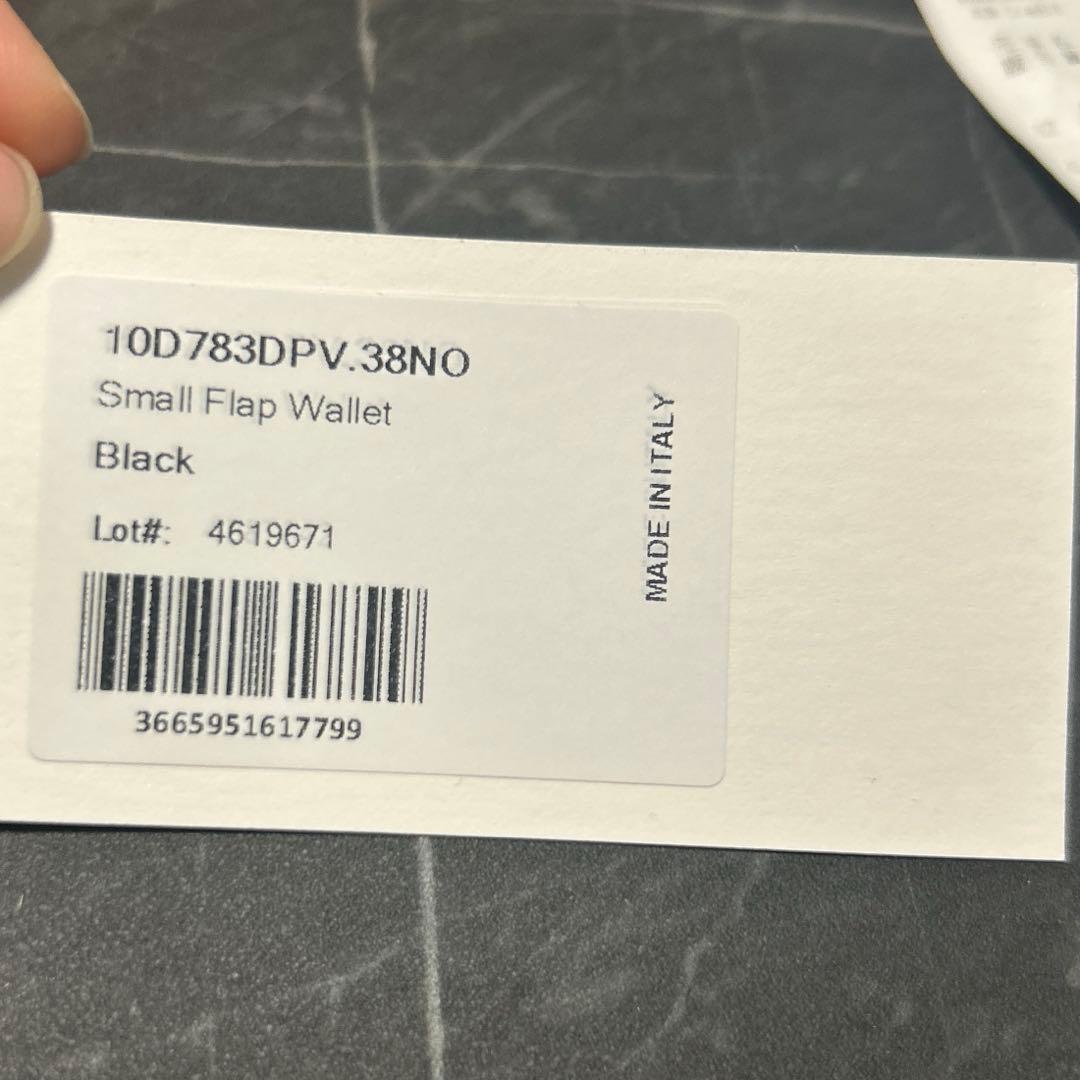 10D783DPV.38NO
Small Flap Wallet
Black
Lot#: 4619671
3665951617799
MADE IN ITALY